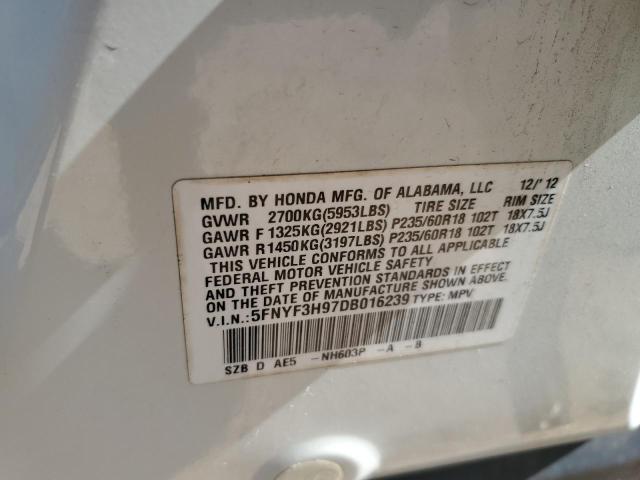 MFD. BY HONDA MFG. OF ALABAMA, LLC 12/'12
GVWR 2700KG(5953LBS) TIRE SIZE RIM SIZE
GAWR F 1325KG(2921LBS) P235/60R18 102T 18X7.5J
GAWR R1450KG(3197LBS) P235/60R18 102T 18X7.5J
THIS VEHICLE CONFORMS TO ALL APPLICABLE
FEDERAL MOTOR VEHICLE SAFETY
AND THEFT PREVENTION STANDARDS IN EFFECT
ON THE DATE OF MANUFACTURE SHOWN ABOVE.
V.I.N.:5FNYF3H97DB016239 TYPE: MPV
SZB D AE5 -NH603P -A -B